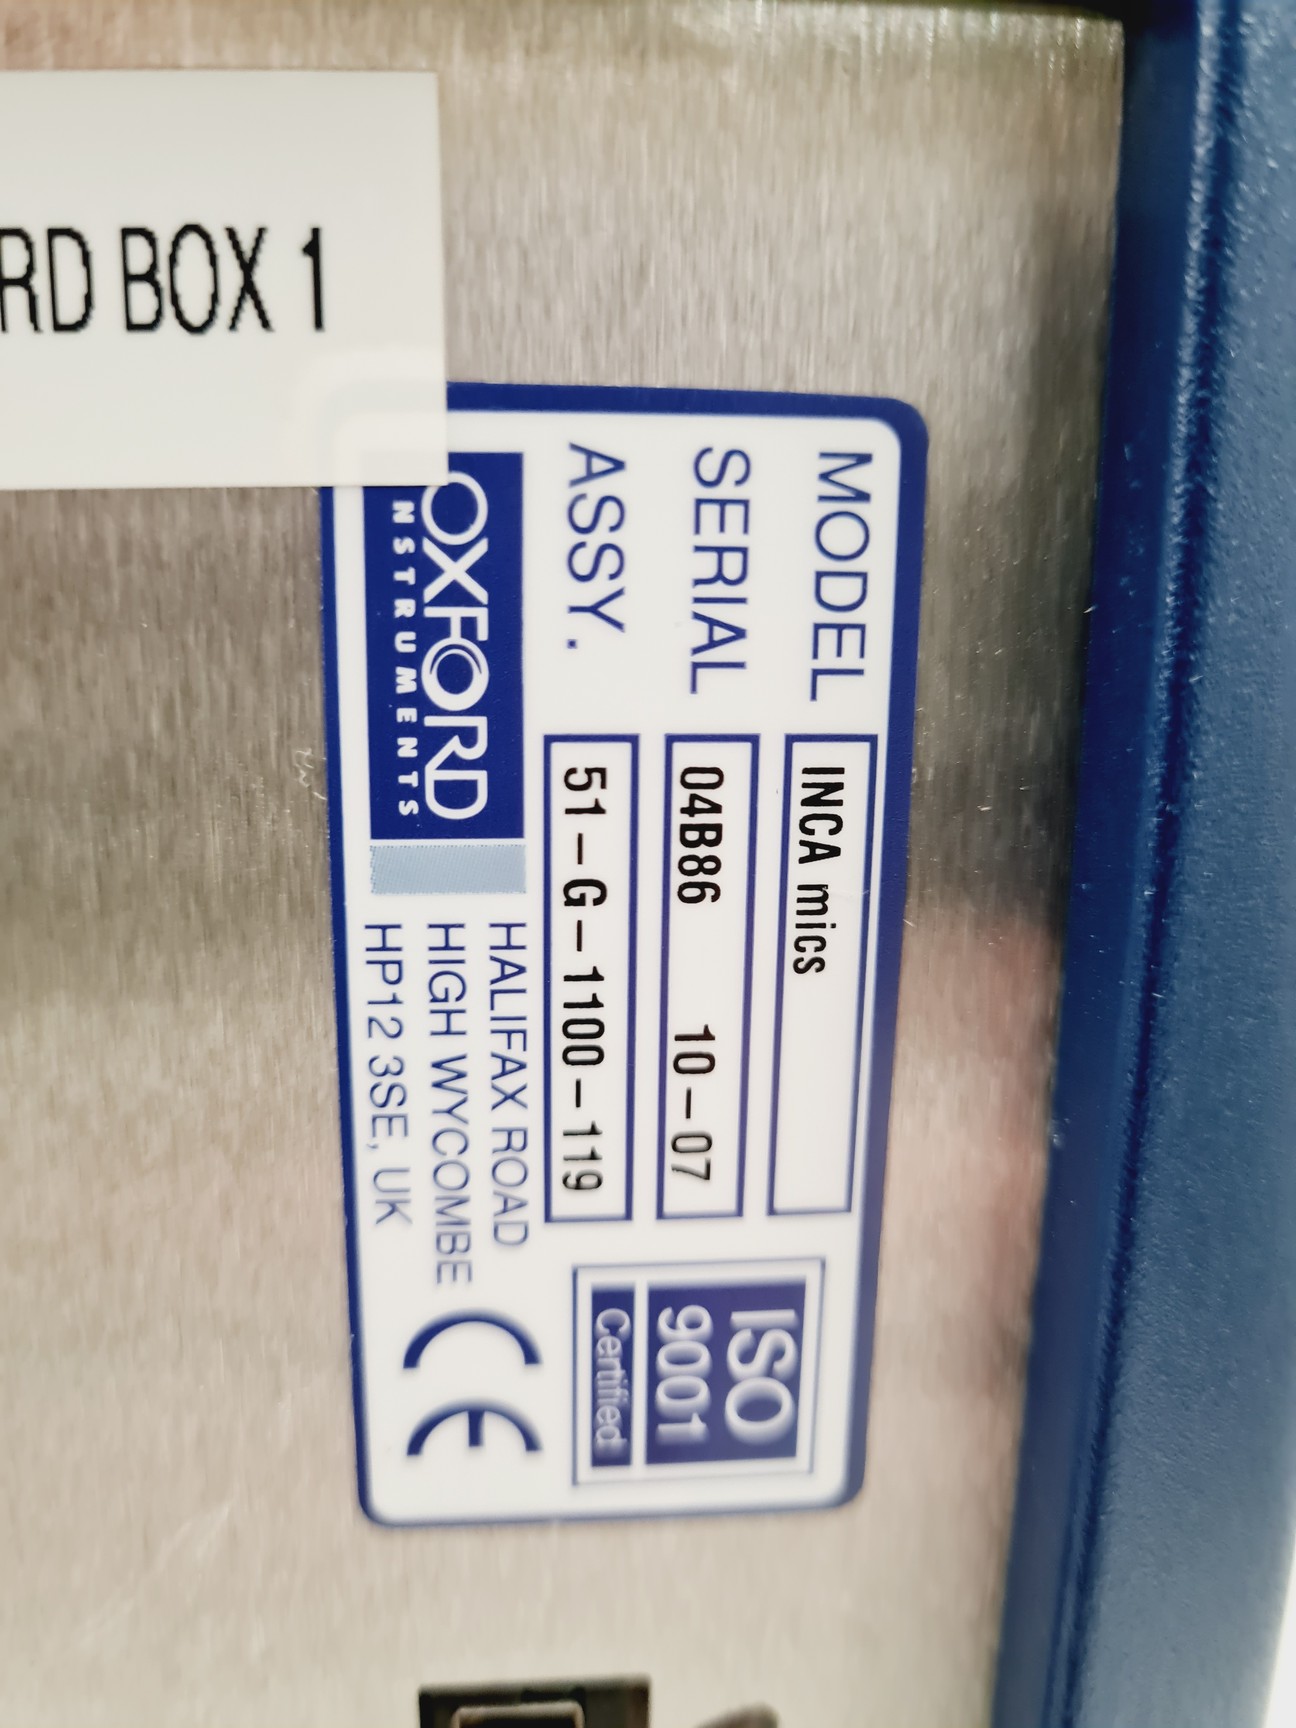 RD BOX 1
MODEL INCA mics
SERIAL 04B86 10-07
ASSY. 51-G-1100-119
ISO
9001
Certified
OXFORD
NSTRUMENTS
HALIFAX ROAD
HIGH WYCOMBE
HP12 3SE, UK
CE